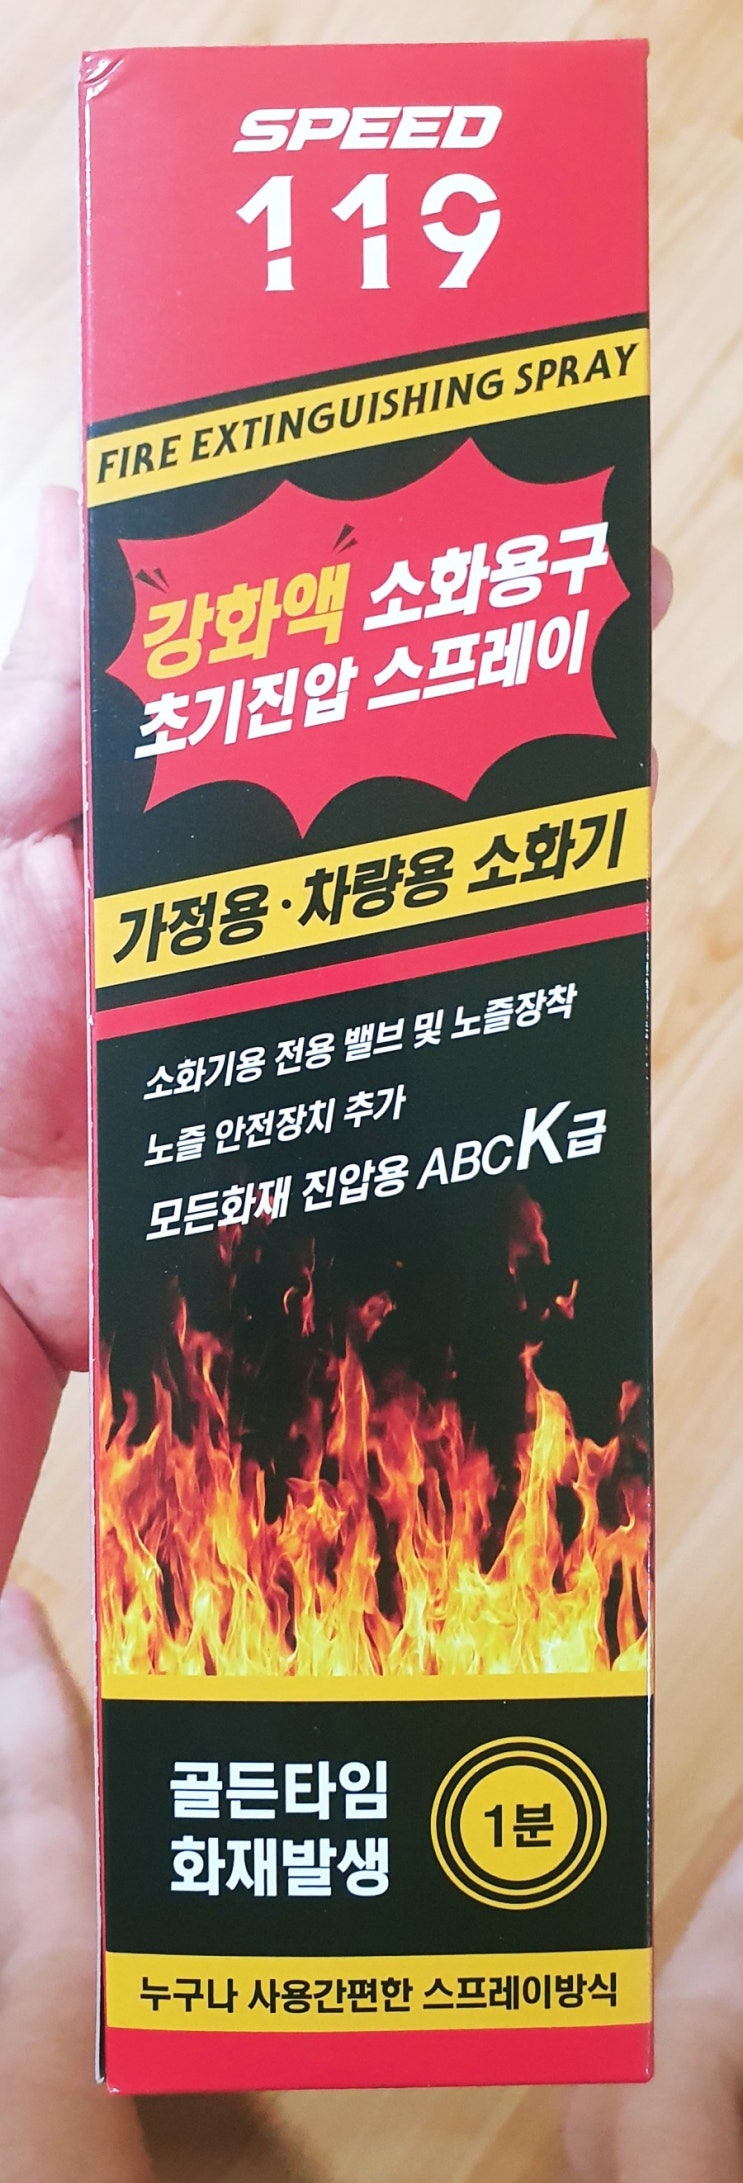 SPEED
119
FIRE EXTINGUISHING SPRAY
강화액 소화용구
초기진압 스프레이
가정용·차량용 소화기
소화기용 전용 밸브 및 노즐장착
노즐 안전장치 추가
모든화재 진압용 ABCK급
골든타임
화재발생
1분
누구나 사용간편한 스프레이방식